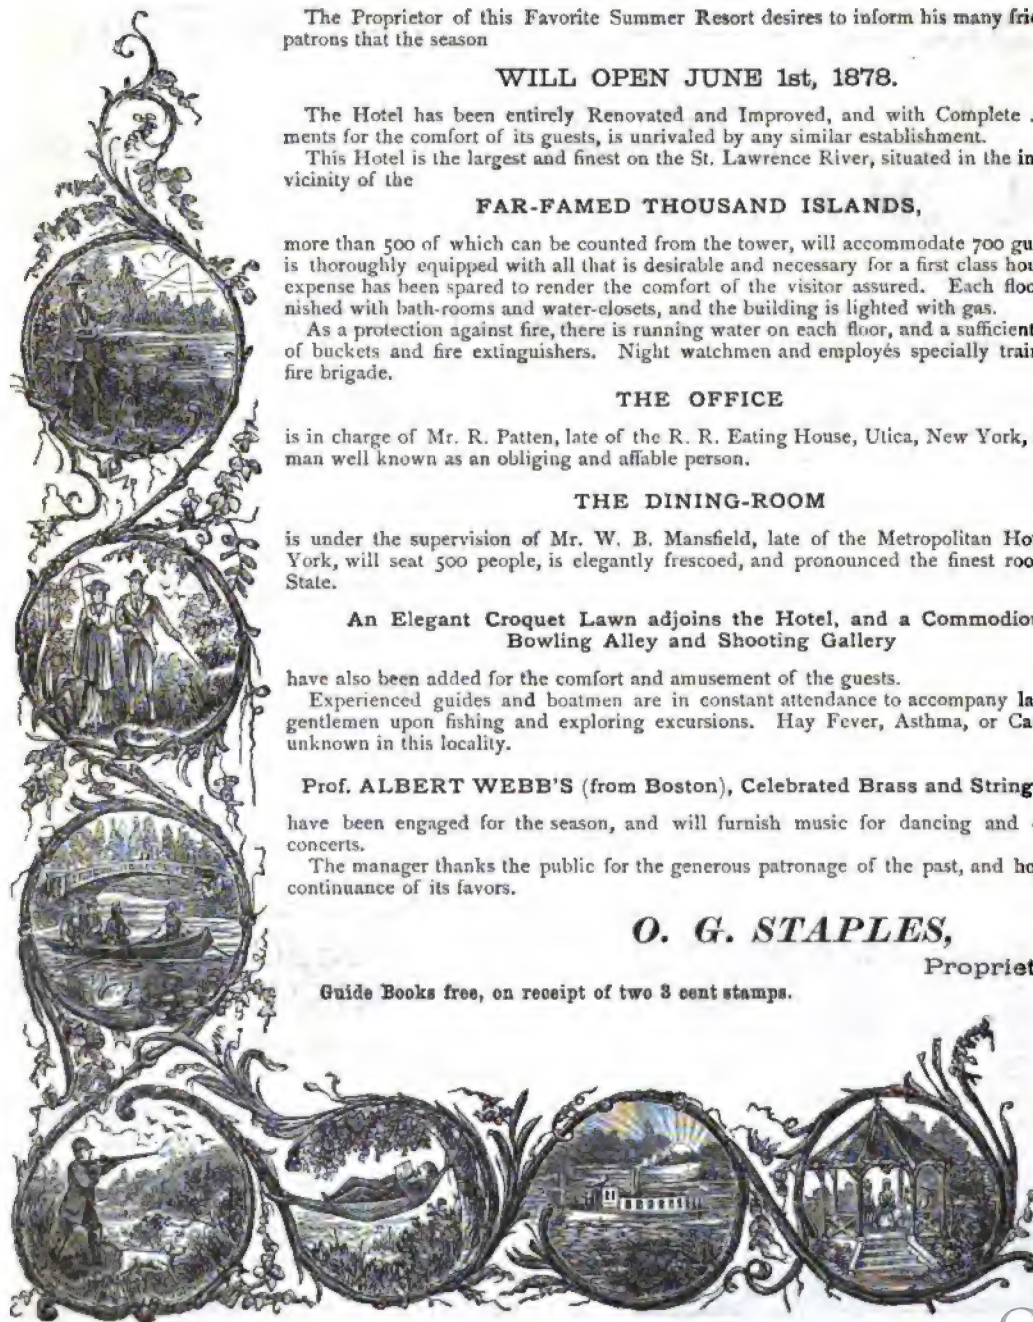 The Proprietor of this Favorite Summer Resort desires to inform his many
patrons that the season
WILL OPEN JUNE 1st, 1878.
The Hotel has been entirely Renovated and Improved, and with Complete
ments for the comfort of its guests, is unrivaled by any similar establishment.
This Hotel is the largest and finest on the St. Lawrence River, situated in the
vicinity of the
FAR-FAMED THOUSAND ISLANDS,
more than 500 of which can be counted from the tower, will accommodate 700
is thoroughly equipped with all that is desirable and necessary for a first class
expense has been spared to render the comfort of the visitor assured. Each
nished with bath-rooms and water-closets, and the building is lighted with gas.
As a protection against fire, there is running water on each floor, and a sufficient
of buckets and fire extinguishers. Night watchmen and employés specially
fire brigade.
THE OFFICE
is in charge of Mr. R. Patten, late of the R. R. Eating House, Utica, New York,
man well known as an obliging and affable person.
THE DINING-ROOM
is under the supervision of Mr. W. B. Mansfield, late of the Metropolitan
York, will seat 500 people, is elegantly frescoed, and pronounced the finest
State.
An Elegant Croquet Lawn adjoins the Hotel, and a
Bowling Alley and Shooting Gallery
have also been added for the comfort and amusement of the guests.
Experienced guides and boatmen are in constant attendance to accompany
gentlemen upon fishing and exploring excursions. Hay Fever, Asthma, or
unknown in this locality.
Prof. ALBERT WEBB'S (from Boston), Celebrated Brass and String
have been engaged for the season, and will furnish music for dancing and
concerts.
The manager thanks the public for the generous patronage of the past, and
continuance of its favors.
O. G. STAPLES,
Guide Books free, on receipt of two 3 cent stamps.